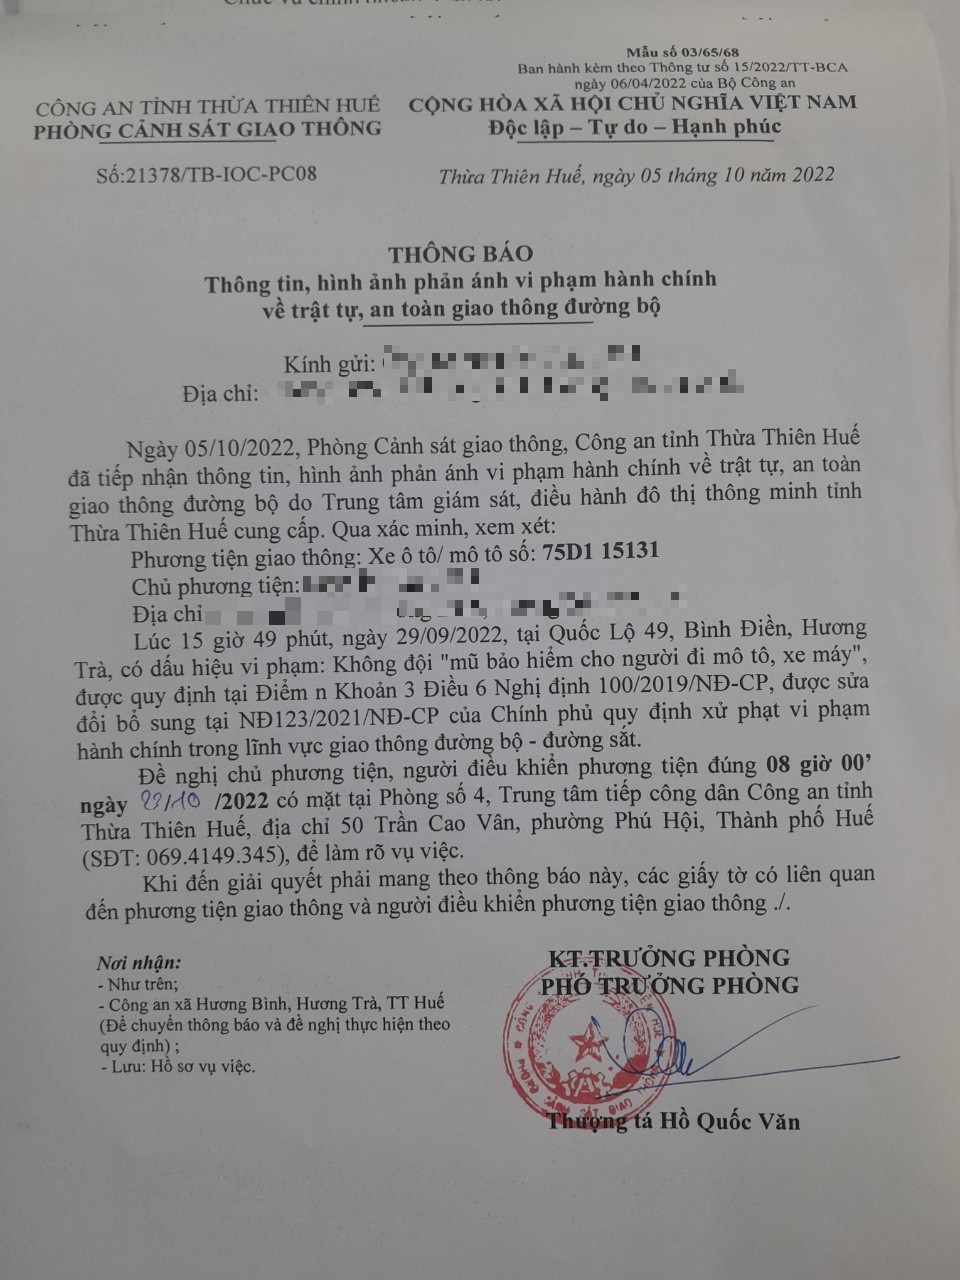 Mẫu số 03/65/68
Ban hành kèm theo Thông tư số 15/2022/TT-BCA
ngày 06/04/2022 của Bộ Công an
CÔNG AN TỈNH THỪA THIÊN HUẾ
PHÒNG CẢNH SÁT GIAO THÔNG
CỘNG HÒA XÃ HỘI CHỦ NGHĨA VIỆT NAM
Độc lập – Tự do – Hạnh phúc
Số:21378/TB-IOC-PC08
Thừa Thiên Huế, ngày 05 tháng 10 năm 2022
THÔNG BÁO
Thông tin, hình ảnh phản ánh vi phạm hành chính
về trật tự, an toàn giao thông đường bộ
Kính gửi:
Địa chỉ:
Ngày 05/10/2022, Phòng Cảnh sát giao thông, Công an tỉnh Thừa Thiên Huế
đã tiếp nhận thông tin, hình ảnh phản ánh vi phạm hành chính về trật tự, an toàn
giao thông đường bộ do Trung tâm giám sát, điều hành đô thị thông minh tỉnh
Thừa Thiên Huế cung cấp. Qua xác minh, xem xét:
Phương tiện giao thông: Xe ô tô/ mô tô số: 75D1 15131
Chủ phương tiện:
Địa chỉ
Lúc 15 giờ 49 phút, ngày 29/09/2022, tại Quốc Lộ 49, Bình Điền, Hương
Trà, có dấu hiệu vi phạm: Không đội "mũ bảo hiểm cho người đi mô tô, xe máy",
được quy định tại Điểm n Khoản 3 Điều 6 Nghị định 100/2019/NĐ-CP, được sửa
đổi bổ sung tại NĐ123/2021/NĐ-CP của Chính phủ quy định xử phạt vi phạm
hành chính trong lĩnh vực giao thông đường bộ - đường sắt.
Đề nghị chủ phương tiện, người điều khiển phương tiện đúng 08 giờ 00’
ngày /10 /2022 có mặt tại Phòng số 4, Trung tâm tiếp công dân Công an tỉnh
Thừa Thiên Huế, địa chỉ 50 Trần Cao Vân, phường Phú Hội, Thành phố Huế
(SĐT: 069.4149.345), để làm rõ vụ việc.
Khi đến giải quyết phải mang theo thông báo này, các giấy tờ có liên quan
đến phương tiện giao thông và người điều khiển phương tiện giao thông ./.
Nơi nhận:
- Như trên;
- Công an xã Hương Bình, Hương Trà, TT Huế
(Để chuyển thông báo và đề nghị thực hiện theo
quy định) ;
- Lưu: Hồ sơ vụ việc.
KT.TRƯỞNG PHÒNG
PHÓ TRƯỞNG PHÒNG
Thượng tá Hồ Quốc Văn